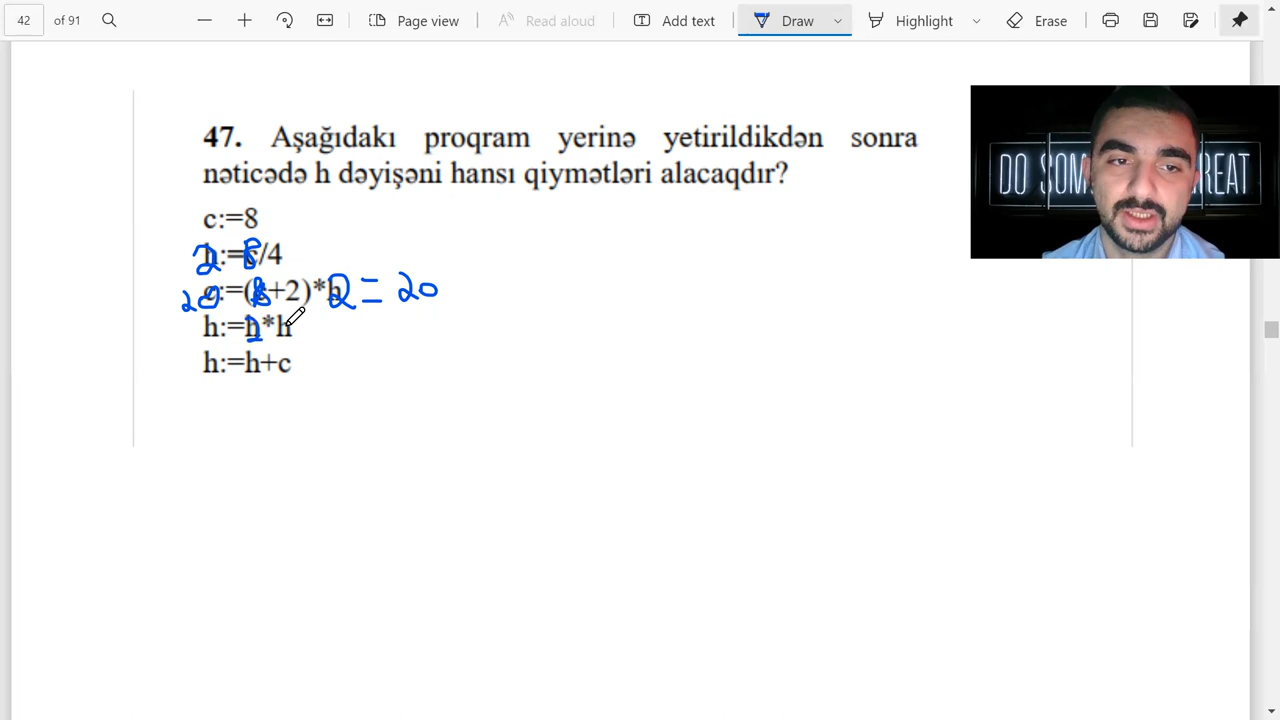 42 of 91 Page view Read aloud Add text Draw Highlight Erase
47. Aşağıdakı proqram yerinə yetirildikdən sonra
nəticədə h dəyişəni hansı qiymətləri alacaqdır?
c:=8
h:=c/4
c:=(c+2)*h
2 = 20
h:=h*h
h:=h+c
2 8
20 8
2
DO SOM REAT